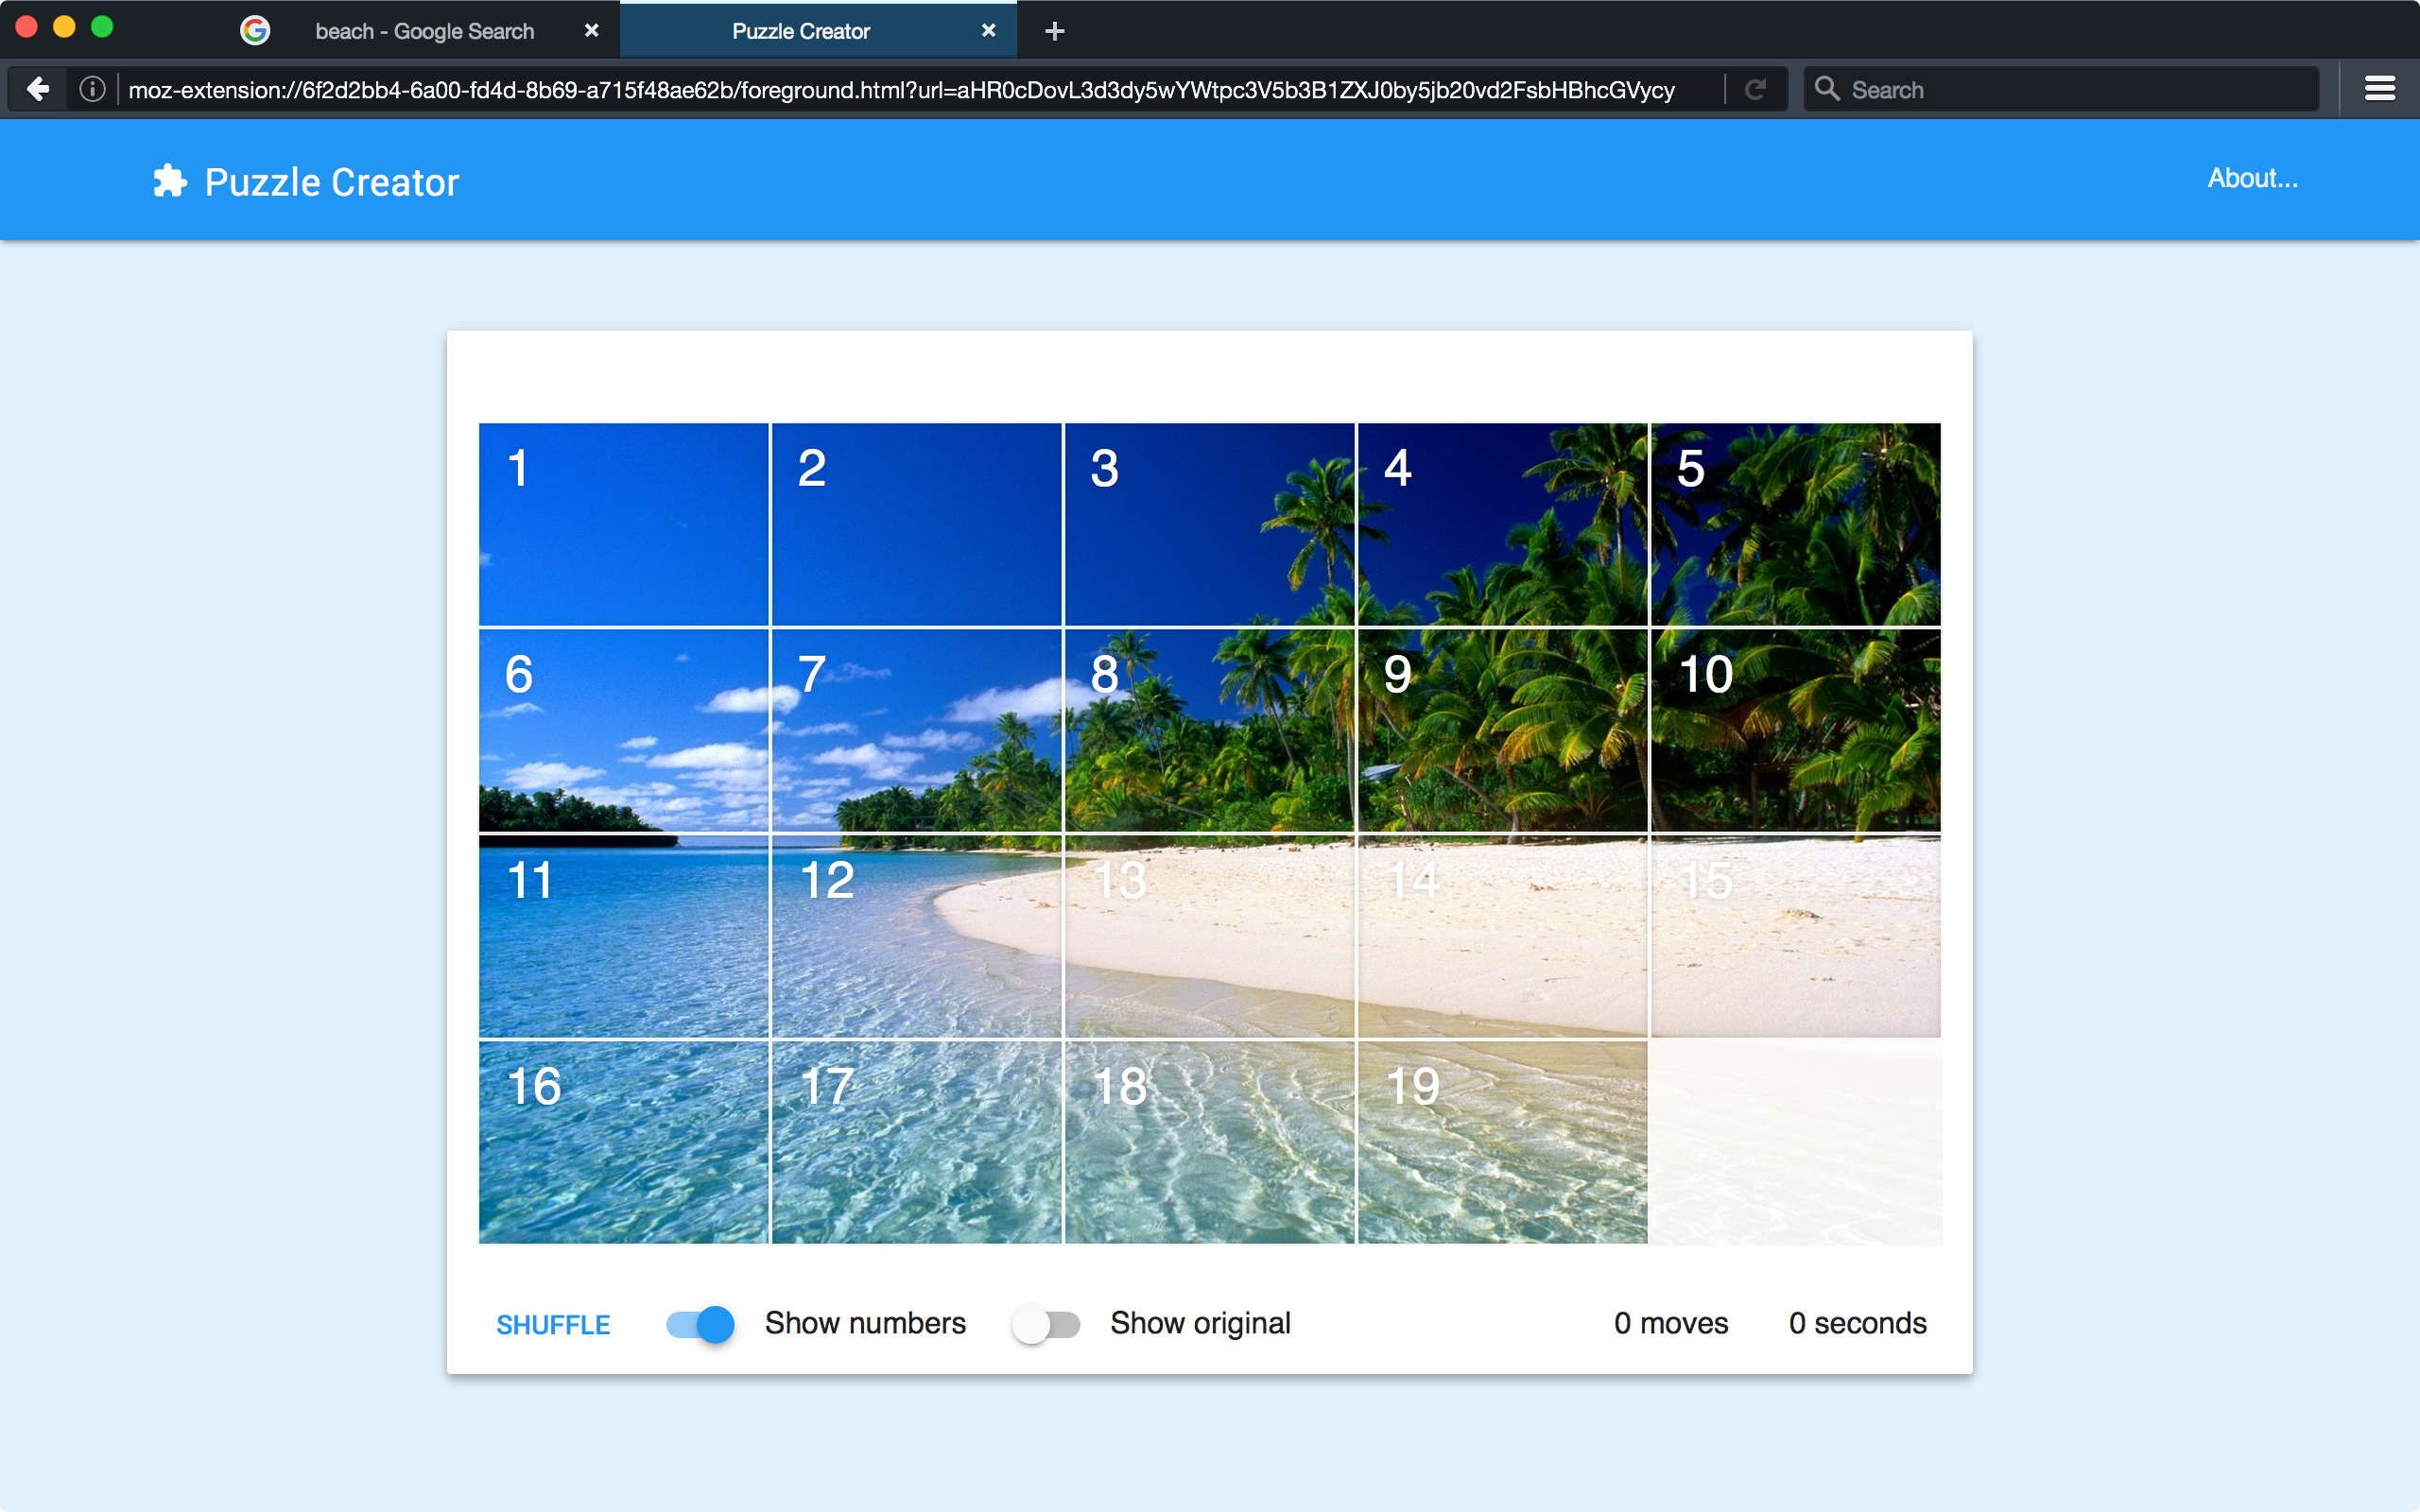 beach - Google Search
Puzzle Creator
moz-extension://6f2d2bb4-6a00-fd4d-8b69-a715f48ae62b/foreground.html?url=aHR0cDovL3d3dy5wYWtpc3V5b3B1ZXJ0by5jb20vd2FsbHBhcGVycy
Search
Puzzle Creator
About...
1 2 3 4 5
6 7 8 9 10
11 12 13 14 15
16 17 18 19
SHUFFLE Show numbers Show original 0 moves 0 seconds